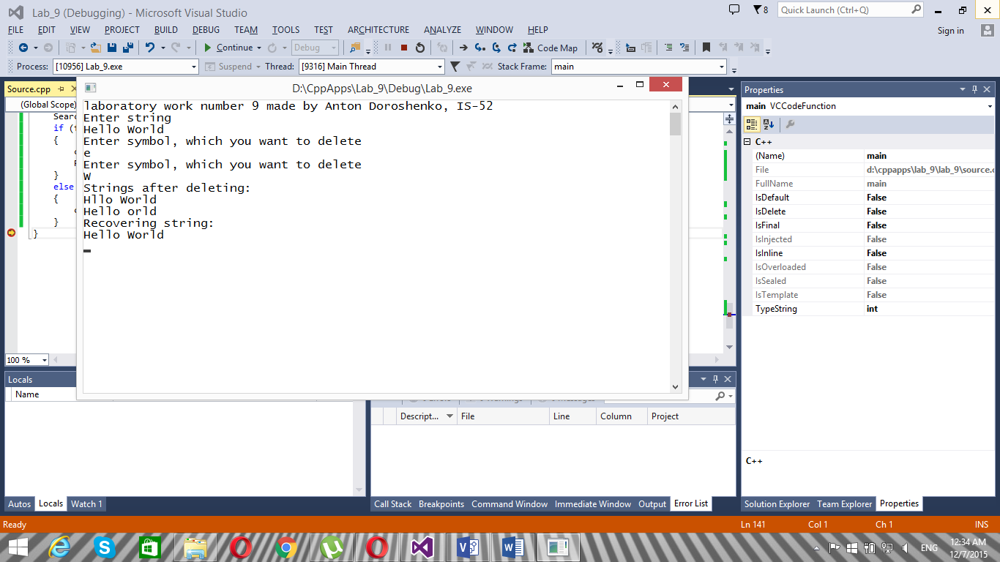 Lab_9 (Debugging) - Microsoft Visual Studio
8
Quick Launch (Ctrl+Q)
FILE EDIT VIEW PROJECT BUILD DEBUG TEAM TOOLS TEST ARCHITECTURE ANALYZE WINDOW HELP
Sign in
Continue Debug Code Map
Process: [10956] Lab_9.exe Suspend Thread: [9316] Main Thread Stack Frame: main
Source.cpp
(Global Scope)
Sear
if (
{
}
else
{
}
}
100 %
D:\CppApps\Lab_9\Debug\Lab_9.exe
laboratory work number 9 made by Anton Doroshenko, IS-52
Enter string
Hello World
Enter symbol, which you want to delete
e
Enter symbol, which you want to delete
W
Strings after deleting:
Hllo World
Hello orld
Recovering string:
Hello World
Properties
main VCCodeFunction
C++
(Name) main
File d:\cppapps\lab_9\lab_9\source.c
FullName main
IsDefault False
IsDelete False
IsFinal False
IsInjected False
IsInline False
IsOverloaded False
IsSealed False
IsTemplate False
TypeString int
C++
Locals
Name
Descript... File Line Column Project
Autos Locals Watch 1
Call Stack Breakpoints Command Window Immediate Window Output Error List
Solution Explorer Team Explorer Properties
Ready Ln 141 Col 1 Ch 1 INS
ENG
12:34 AM
12/7/2015